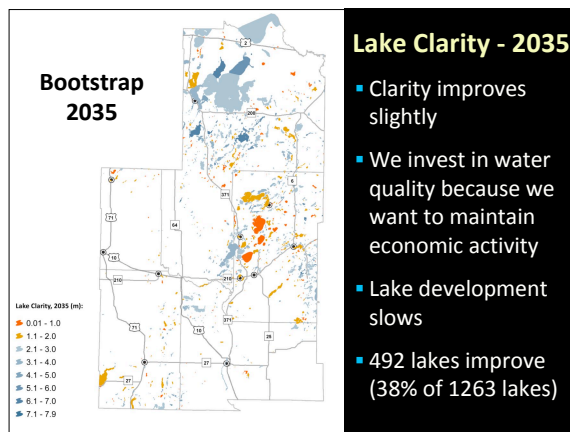 Bootstrap
2035
2
200
6
371
71
64
10
210
210
371
71
10
25
27
27
Lake Clarity, 2035 (m):
0.01 - 1.0
1.1 - 2.0
2.1 - 3.0
3.1 - 4.0
4.1 - 5.0
5.1 - 6.0
6.1 - 7.0
7.1 - 7.9
Lake Clarity - 2035
Clarity improves
slightly
We invest in water
quality because we
want to maintain
economic activity
Lake development
slows
492 lakes improve
(38% of 1263 lakes)